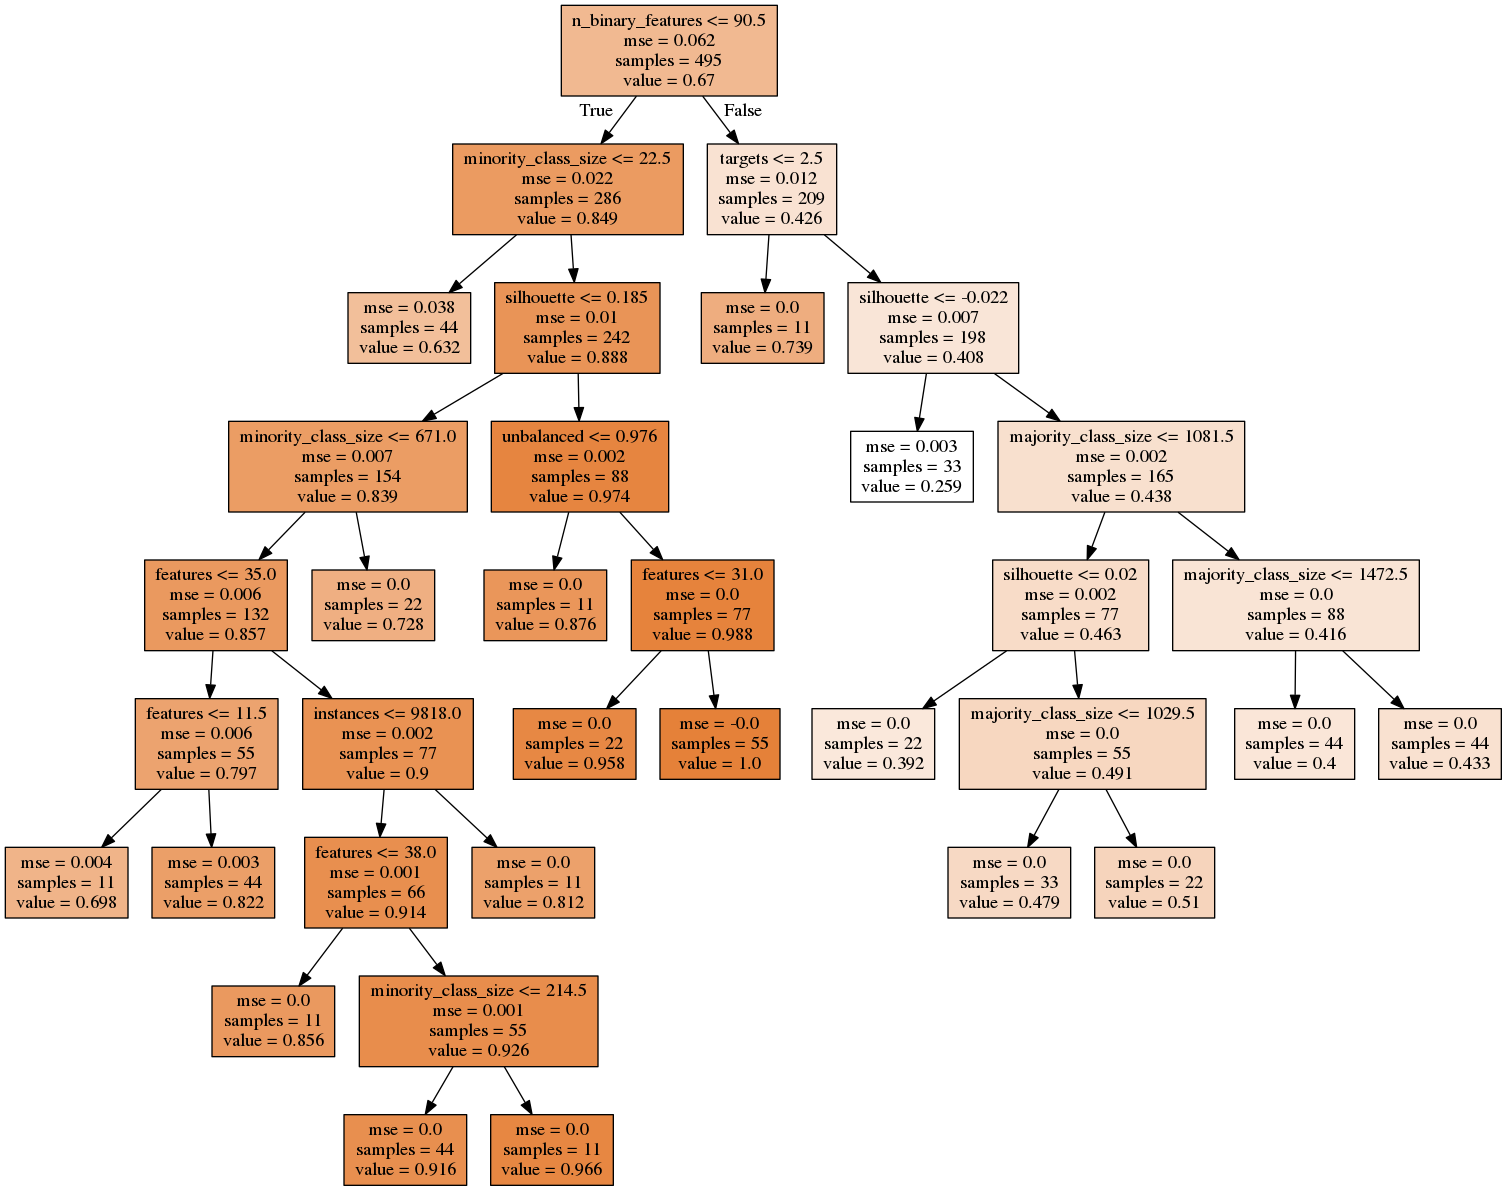 n_binary_features <= 90.5
mse = 0.062
samples = 495
value = 0.67
True
False
minority_class_size <= 22.5
mse = 0.022
samples = 286
value = 0.849
targets <= 2.5
mse = 0.012
samples = 209
value = 0.426
mse = 0.038
samples = 44
value = 0.632
silhouette <= 0.185
mse = 0.01
samples = 242
value = 0.888
mse = 0.0
samples = 11
value = 0.739
silhouette <= -0.022
mse = 0.007
samples = 198
value = 0.408
minority_class_size <= 671.0
mse = 0.007
samples = 154
value = 0.839
unbalanced <= 0.976
mse = 0.002
samples = 88
value = 0.974
mse = 0.003
samples = 33
value = 0.259
majority_class_size <= 1081.5
mse = 0.002
samples = 165
value = 0.438
features <= 35.0
mse = 0.006
samples = 132
value = 0.857
mse = 0.0
samples = 22
value = 0.728
mse = 0.0
samples = 11
value = 0.876
features <= 31.0
mse = 0.0
samples = 77
value = 0.988
silhouette <= 0.02
mse = 0.002
samples = 77
value = 0.463
majority_class_size <= 1472.5
mse = 0.0
samples = 88
value = 0.416
features <= 11.5
mse = 0.006
samples = 55
value = 0.797
instances <= 9818.0
mse = 0.002
samples = 77
value = 0.9
mse = 0.0
samples = 22
value = 0.958
mse = -0.0
samples = 55
value = 1.0
mse = 0.0
samples = 22
value = 0.392
majority_class_size <= 1029.5
mse = 0.0
samples = 55
value = 0.491
mse = 0.0
samples = 44
value = 0.4
mse = 0.0
samples = 44
value = 0.433
mse = 0.004
samples = 11
value = 0.698
mse = 0.003
samples = 44
value = 0.822
features <= 38.0
mse = 0.001
samples = 66
value = 0.914
mse = 0.0
samples = 11
value = 0.812
mse = 0.0
samples = 33
value = 0.479
mse = 0.0
samples = 22
value = 0.51
mse = 0.0
samples = 11
value = 0.856
minority_class_size <= 214.5
mse = 0.001
samples = 55
value = 0.926
mse = 0.0
samples = 44
value = 0.916
mse = 0.0
samples = 11
value = 0.966